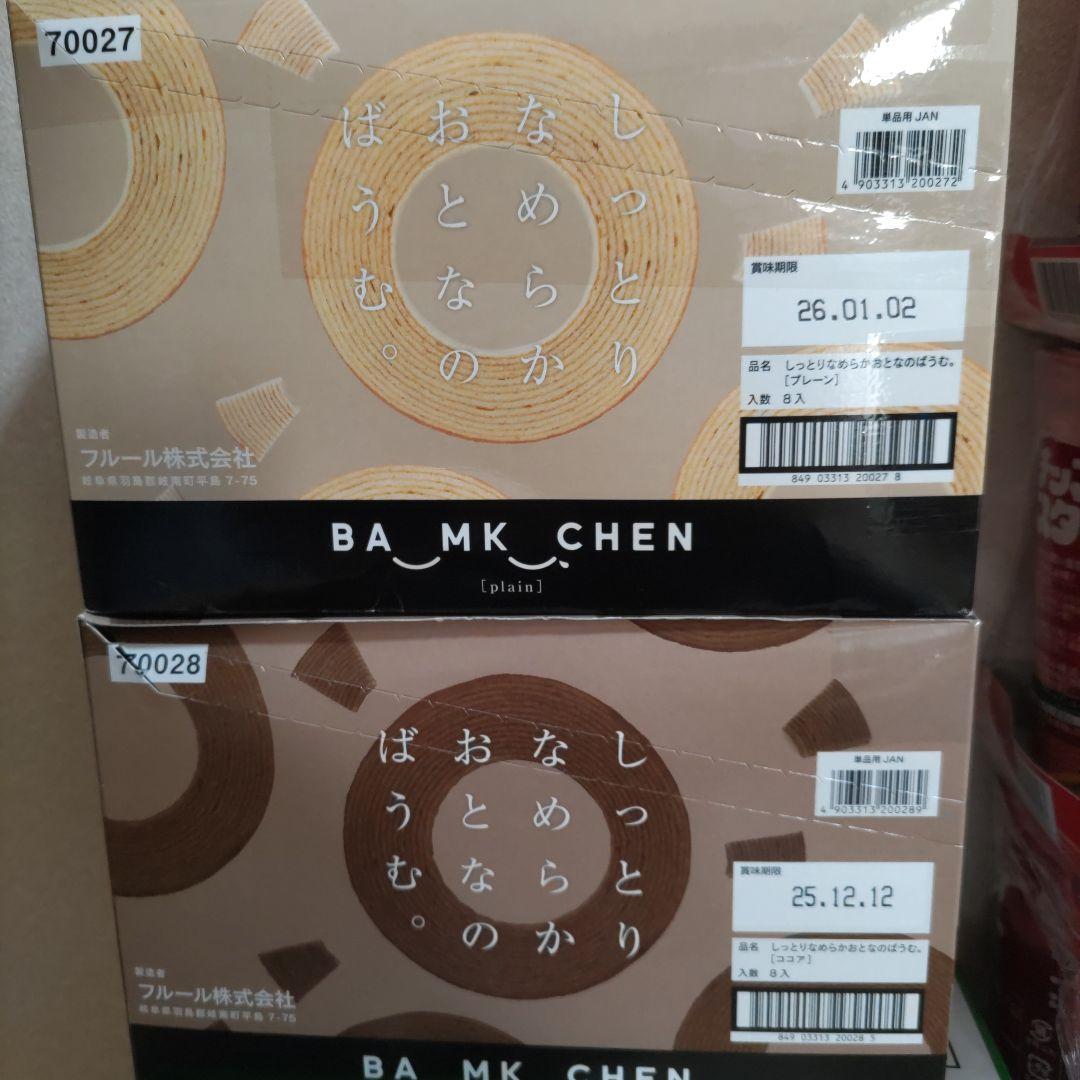 70027
しっとり
なめらか
おとなの
ばうむ。
単品用 JAN
4 903313 200272
賞味期限
26.01.02
品名 しっとりなめらかおとなのばうむ。
[プレーン]
入数 8入
849 03313 20027 8
製造者
フルール株式会社
岐阜県羽島郡岐南町平島 7-75
BA MK CHEN
[plain]
70028
しっとり
なめらか
おとなの
ばうむ。
単品用 JAN
4 903313 200289
賞味期限
25.12.12
品名 しっとりなめらかおとなのばうむ。
[ココア]
入数 8入
849 03313 20028 5
製造者
フルール株式会社
岐阜県羽島郡岐南町平島 7-75
BA MK CHEN